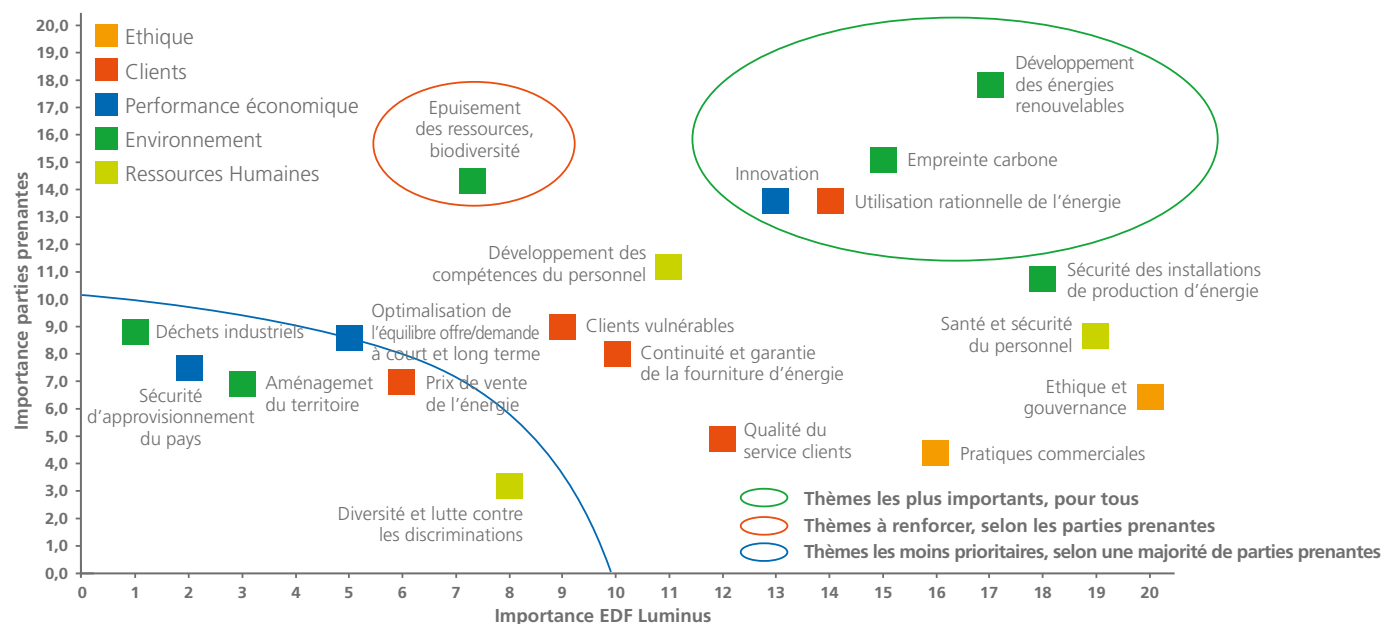 Importance parties prenantes
20,0
19,0
18,0
17,0
16,0
15,0
14,0
13,0
12,0
11,0
10,0
9,0
8,0
7,0
6,0
5,0
4,0
3,0
2,0
1,0
0,0
Ethique
Clients
Performance économique
Environnement
Ressources Humaines
Epuisement
des ressources,
biodiversité
Développement
des énergies
renouvelables
Empreinte carbone
Innovation
Utilisation rationnelle de l’énergie
Développement des
compétences du personnel
Sécurité des installations
de production d’énergie
Déchets industriels
Optimalisation de
l’équilibre offre/demande
à court et long terme
Clients vulnérables
Santé et sécurité
du personnel
Continuité et garantie
de la fourniture d’énergie
Sécurité
d’approvisionnement
du pays
Aménagemet
du territoire
Prix de vente
de l’énergie
Ethique et
gouvernance
Qualité du
service clients
Pratiques commerciales
Diversité et lutte contre
les discriminations
Thèmes les plus importants, pour tous
Thèmes à renforcer, selon les parties prenantes
Thèmes les moins prioritaires, selon une majorité de parties prenantes
0 1 2 3 4 5 6 7 8 9 10 11 12 13 14 15 16 17 18 19 20
Importance EDF Luminus